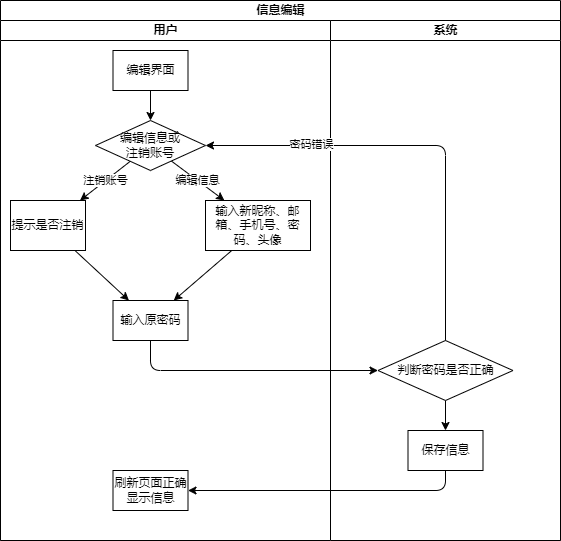 信息编辑
用户
系统
编辑界面
编辑信息或
注销账号
密码错误
注销账号
编辑信息
提示是否注销
输入新昵称、邮
箱、手机号、密
码、头像
输入原密码
判断密码是否正确
保存信息
刷新页面正确
显示信息